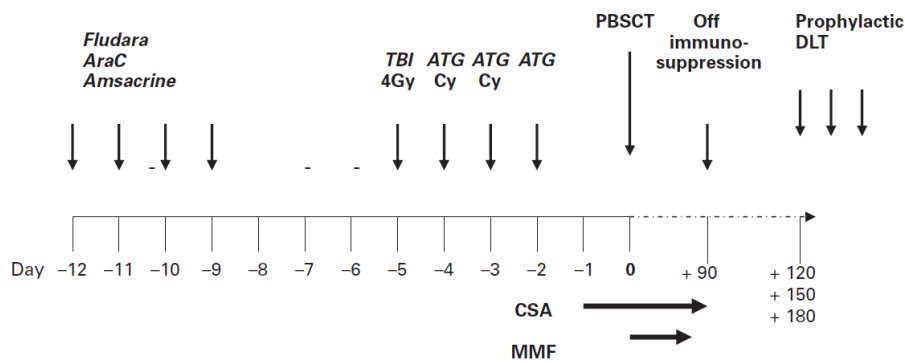 PBSCT
Off
immuno-
suppression
Prophylactic
DLT
Fludara
AraC
Amsacrine
TBI ATG ATG ATG
4Gy Cy Cy
- - -
Day –12 –11 –10 –9 –8 –7 –6 –5 –4 –3 –2 –1 0 + 90 + 120
+ 150
+ 180
CSA
MMF